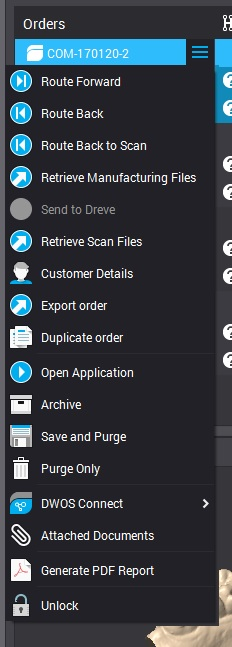 Orders
COM-170120-2
Route Forward
Route Back
Route Back to Scan
Retrieve Manufacturing Files
Send to Dreve
Retrieve Scan Files
Customer Details
Export order
Duplicate order
Open Application
Archive
Save and Purge
Purge Only
DWOS Connect
Attached Documents
Generate PDF Report
Unlock